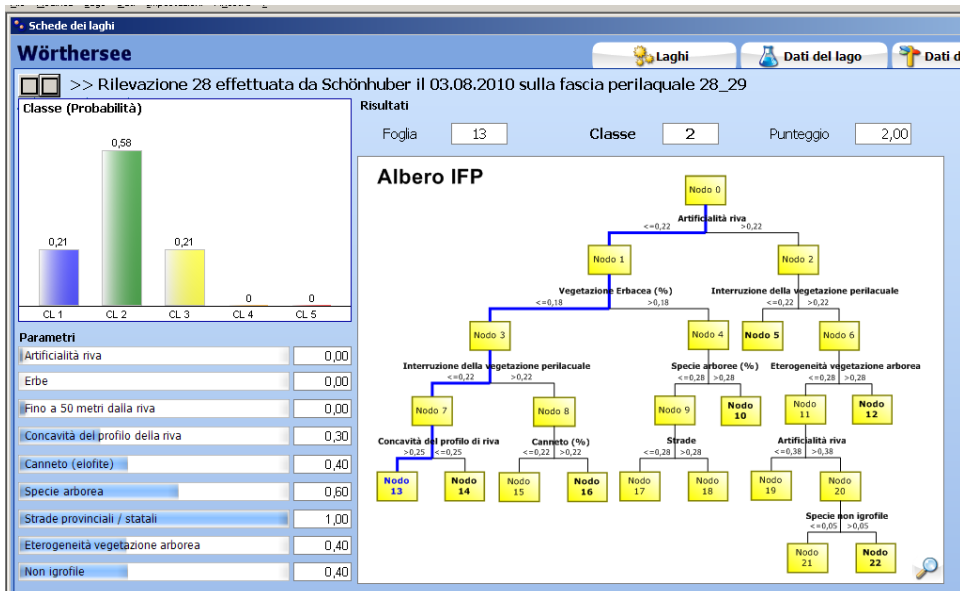 Schede dei laghi
Wörthersee
Laghi
Dati del lago
Dati d
>> Rilevazione 28 effettuata da Schönhuber il 03.08.2010 sulla fascia perilaquale 28_29
Classe (Probabilità)
0,58
0,21
0,21
0
0
CL 1 CL 2 CL 3 CL 4 CL 5
Parametri
Artificialità riva 0,00
Erbe 0,00
Fino a 50 metri dalla riva 0,00
Concavità del profilo della riva 0,30
Canneto (elofite) 0,40
Specie arborea 0,60
Strade provinciali / statali 1,00
Eterogeneità vegetazione arborea 0,40
Non igrofile 0,40
Risultati
Foglia 13 Classe 2 Punteggio 2,00
Albero IFP
Nodo 0
Artificialità riva
<=0,22 >0,22
Nodo 1 Nodo 2
Vegetazione Erbacea (%) Interruzione della vegetazione perilacuale
<=0,18 >0,18 <=0,22 >0,22
Nodo 3 Nodo 4 Nodo 5 Nodo 6
Interruzione della vegetazione perilacuale Specie arboree (%) Eterogeneità vegetazione arborea
<=0,22 >0,22 <=0,28 >0,28 <=0,28 >0,28
Nodo 7 Nodo 8 Nodo 9 Nodo 10 Nodo 11 Nodo 12
Concavità del profilo di riva Canneto (%) Strade Artificialità riva
>0,25 <=0,25 <=0,22 >0,22 <=0,28 >0,28 <=0,38 >0,38
Nodo 13 Nodo 14 Nodo 15 Nodo 16 Nodo 17 Nodo 18 Nodo 19 Nodo 20
Specie non igrofile
<=0,05 >0,05
Nodo 21 Nodo 22